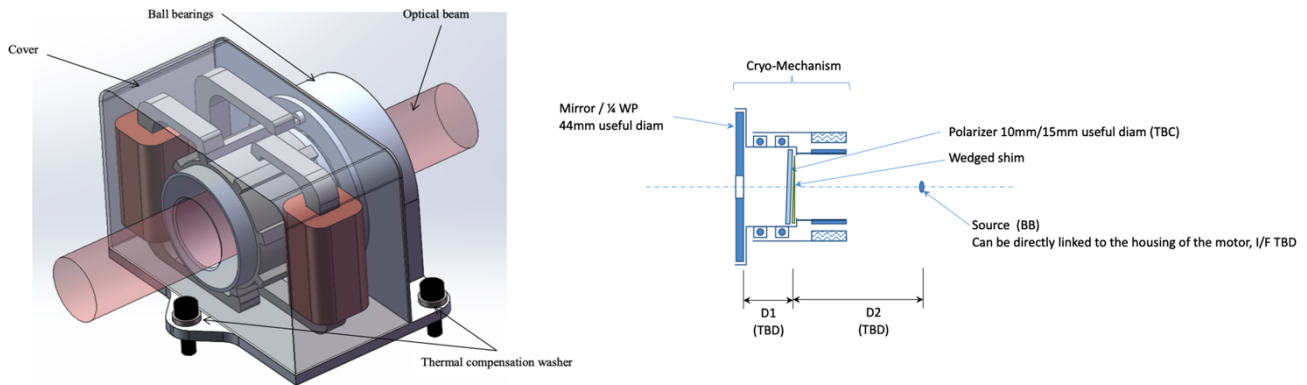 Ball bearings
Optical beam
Cover
Thermal compensation washer
Cryo-Mechanism
Mirror / ¼ WP
44mm useful diam
Polarizer 10mm/15mm useful diam (TBC)
Wedged shim
Source (BB)
Can be directly linked to the housing of the motor, I/F TBD
D1
(TBD)
D2
(TBD)